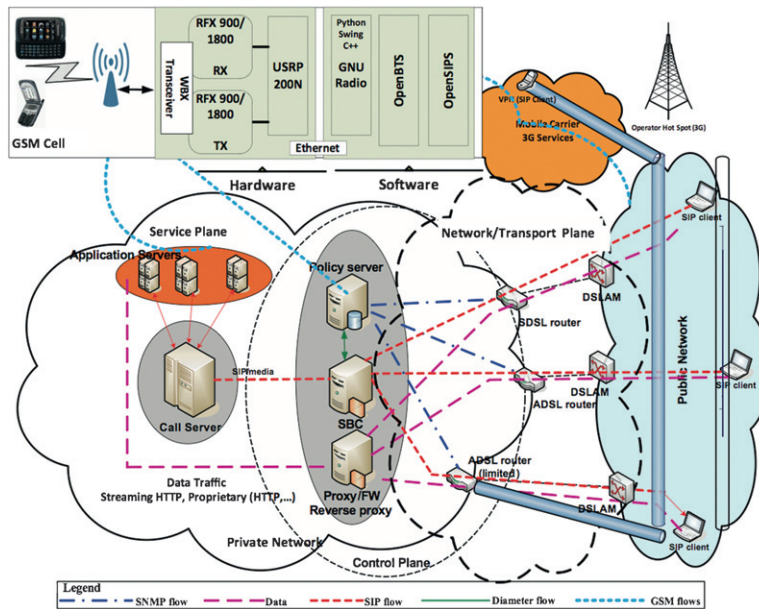 RFX 900/
1800
RX
RFX 900/
1800
TX
WBX
Transceiver
USRP
200N
Python
Swing
C++
GNU
Radio
OpenBTS
OpenSIPS
Ethernet
GSM Cell
Hardware
Software
VPN (SIP Client)
Mobile Carrier
3G Services
Operator Hot Spot (3G)
Service Plane
Application Servers
Policy server
Network/Transport Plane
SIP client
DSLAM
SDSL router
SIP media
Call Server
SBC
DSLAM
ADSL router
SIP client
Public Network
Proxy/FW
Reverse proxy
ADSL router
(limited)
DSLAM
SIP client
Data Traffic
Streaming HTTP, Proprietary (HTTP,...)
Private Network
Control Plane
Legend
SNMP flow
Data
SIP flow
Diameter flow
GSM flows